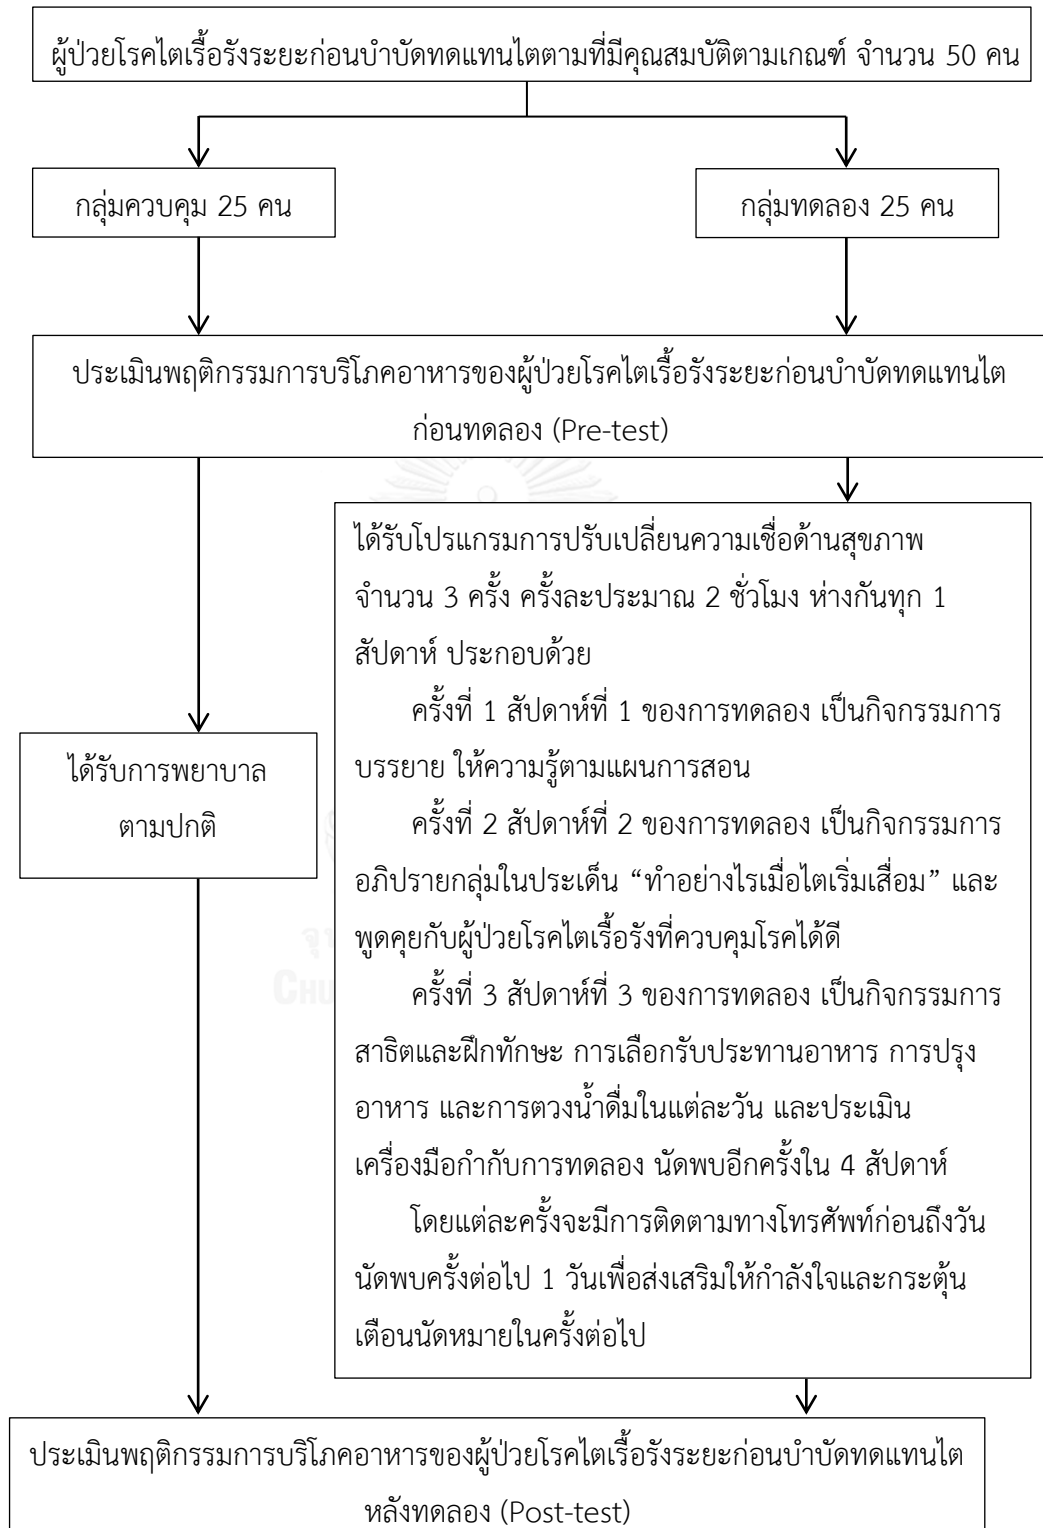 ผู้ป่วยโรคไตเรื้อรังระยะก่อนบำบัดทดแทนไตตามที่มีคุณสมบัติตามเกณฑ์ จำนวน 50 คน
กลุ่มควบคุม 25 คน
กลุ่มทดลอง 25 คน
ประเมินพฤติกรรมการบริโภคอาหารของผู้ป่วยโรคไตเรื้อรังระยะก่อนบำบัดทดแทนไต
ก่อนทดลอง (Pre-test)
ได้รับการพยาบาล
ตามปกติ
ได้รับโปรแกรมการปรับเปลี่ยนความเชื่อด้านสุขภาพ
จำนวน 3 ครั้ง ครั้งละประมาณ 2 ชั่วโมง ห่างกันทุก 1
สัปดาห์ ประกอบด้วย
ครั้งที่ 1 สัปดาห์ที่ 1 ของการทดลอง เป็นกิจกรรมการ
บรรยาย ให้ความรู้ตามแผนการสอน
ครั้งที่ 2 สัปดาห์ที่ 2 ของการทดลอง เป็นกิจกรรมการ
อภิปรายกลุ่มในประเด็น “ทำอย่างไรเมื่อไตเริ่มเสื่อม” และ
พูดคุยกับผู้ป่วยโรคไตเรื้อรังที่ควบคุมโรคได้ดี
ครั้งที่ 3 สัปดาห์ที่ 3 ของการทดลอง เป็นกิจกรรมการ
สาธิตและฝึกทักษะ การเลือกรับประทานอาหาร การปรุง
อาหาร และการตวงน้ำดื่มในแต่ละวัน และประเมิน
เครื่องมือกำกับการทดลอง นัดพบอีกครั้งใน 4 สัปดาห์
โดยแต่ละครั้งจะมีการติดตามทางโทรศัพท์ก่อนถึงวัน
นัดพบครั้งต่อไป 1 วันเพื่อส่งเสริมให้กำลังใจและกระตุ้น
เตือนนัดหมายในครั้งต่อไป
ประเมินพฤติกรรมการบริโภคอาหารของผู้ป่วยโรคไตเรื้อรังระยะก่อนบำบัดทดแทนไต
หลังทดลอง (Post-test)